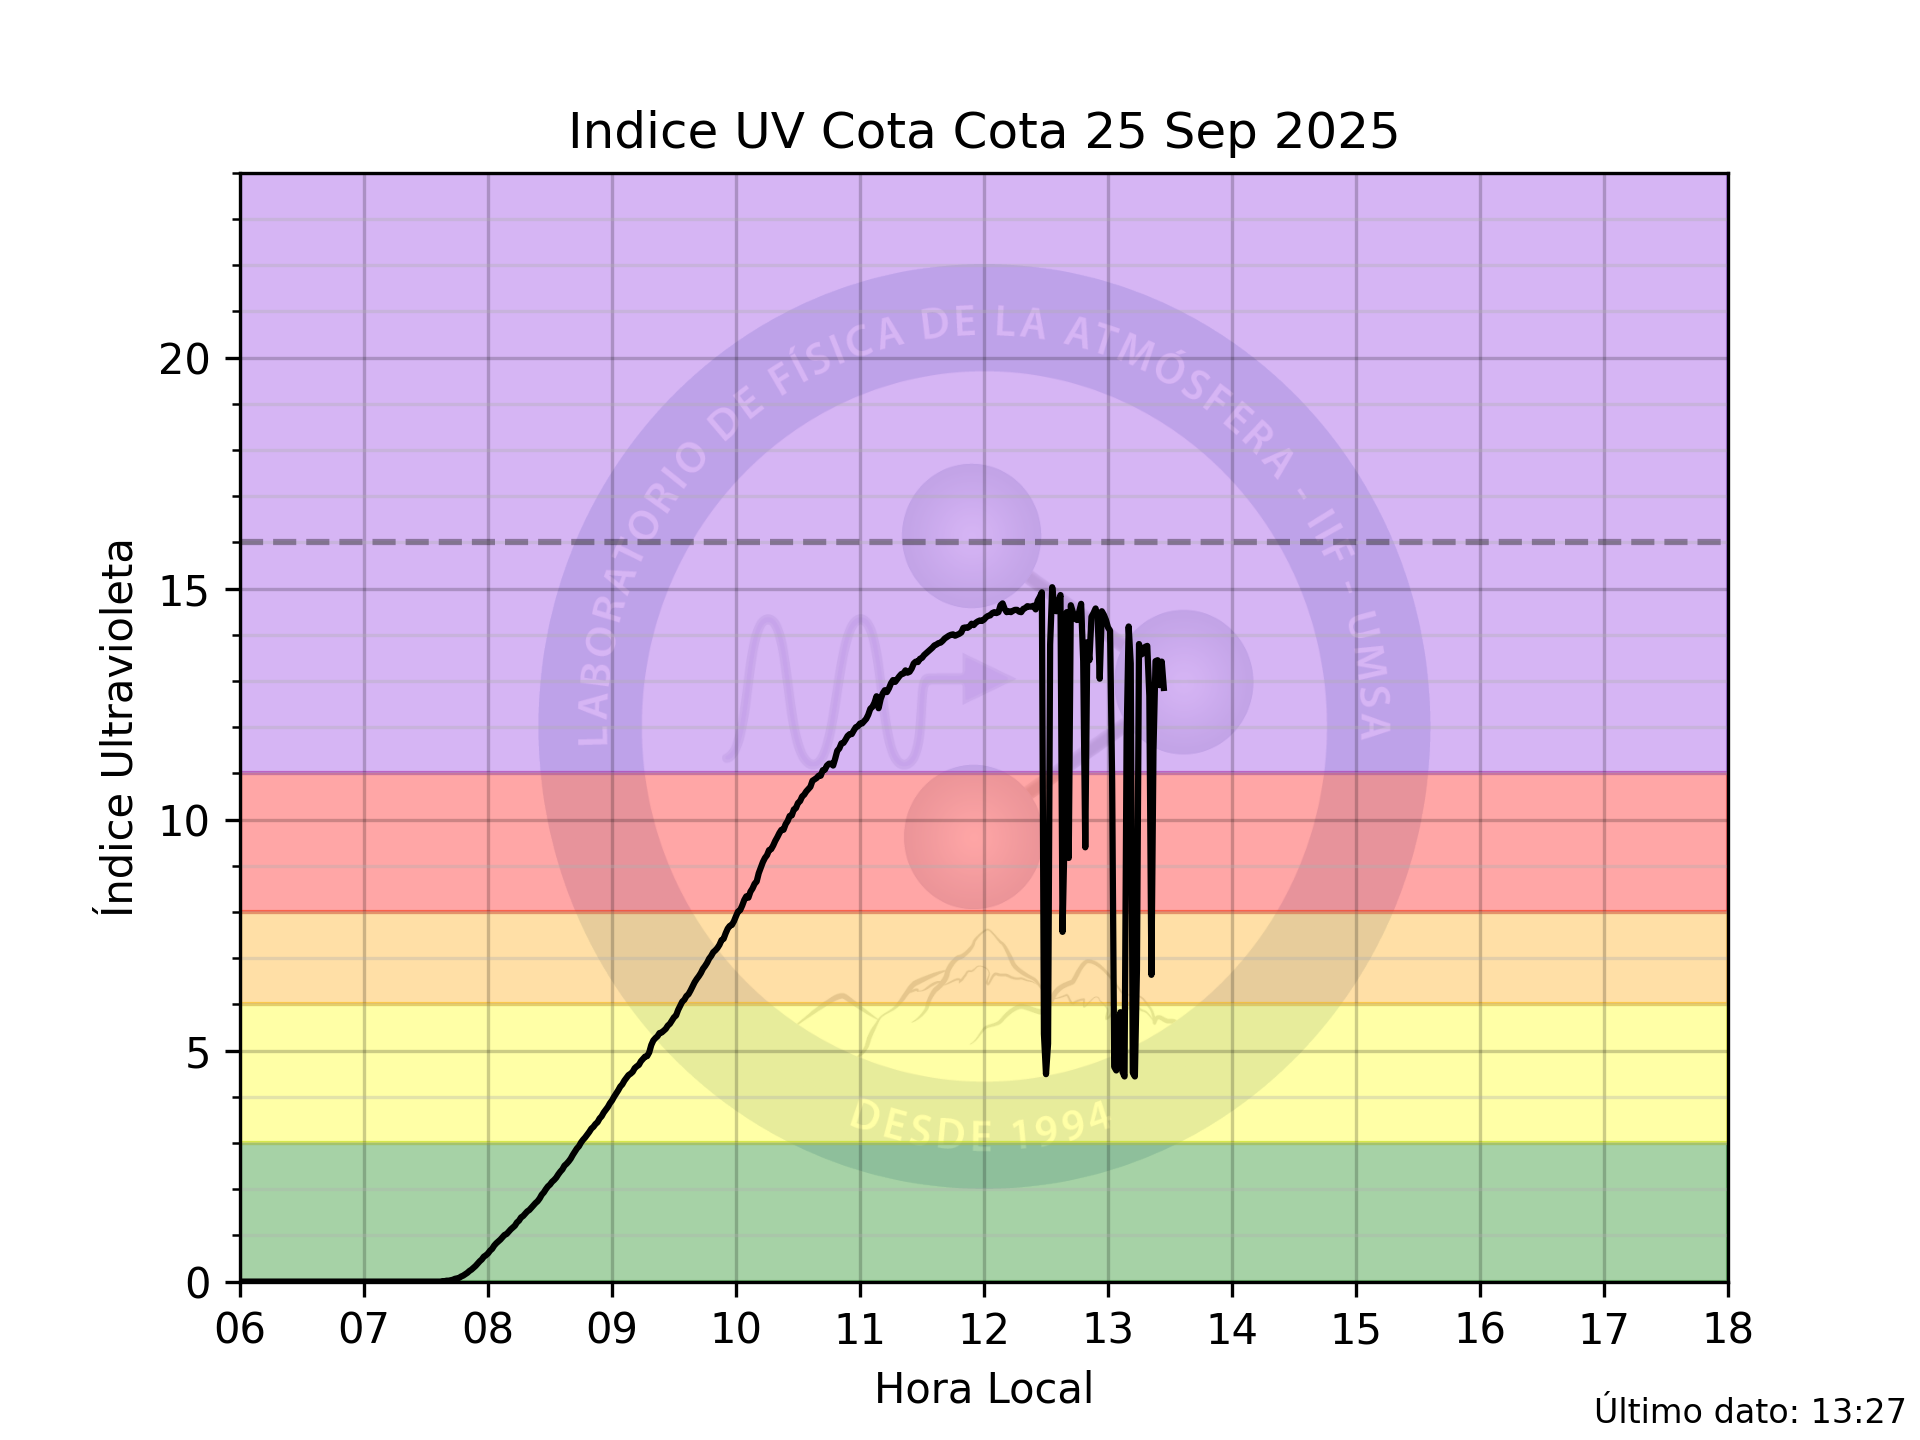 Indice UV Cota Cota 25 Sep 2025
Índice Ultravioleta
20
15
10
5
0
LABORATORIO DE FÍSICA DE LA ATMÓSFERA - IIF - UMSA
DESDE 1994
06 07 08 09 10 11 12 13 14 15 16 17 18
Hora Local
Último dato: 13:27